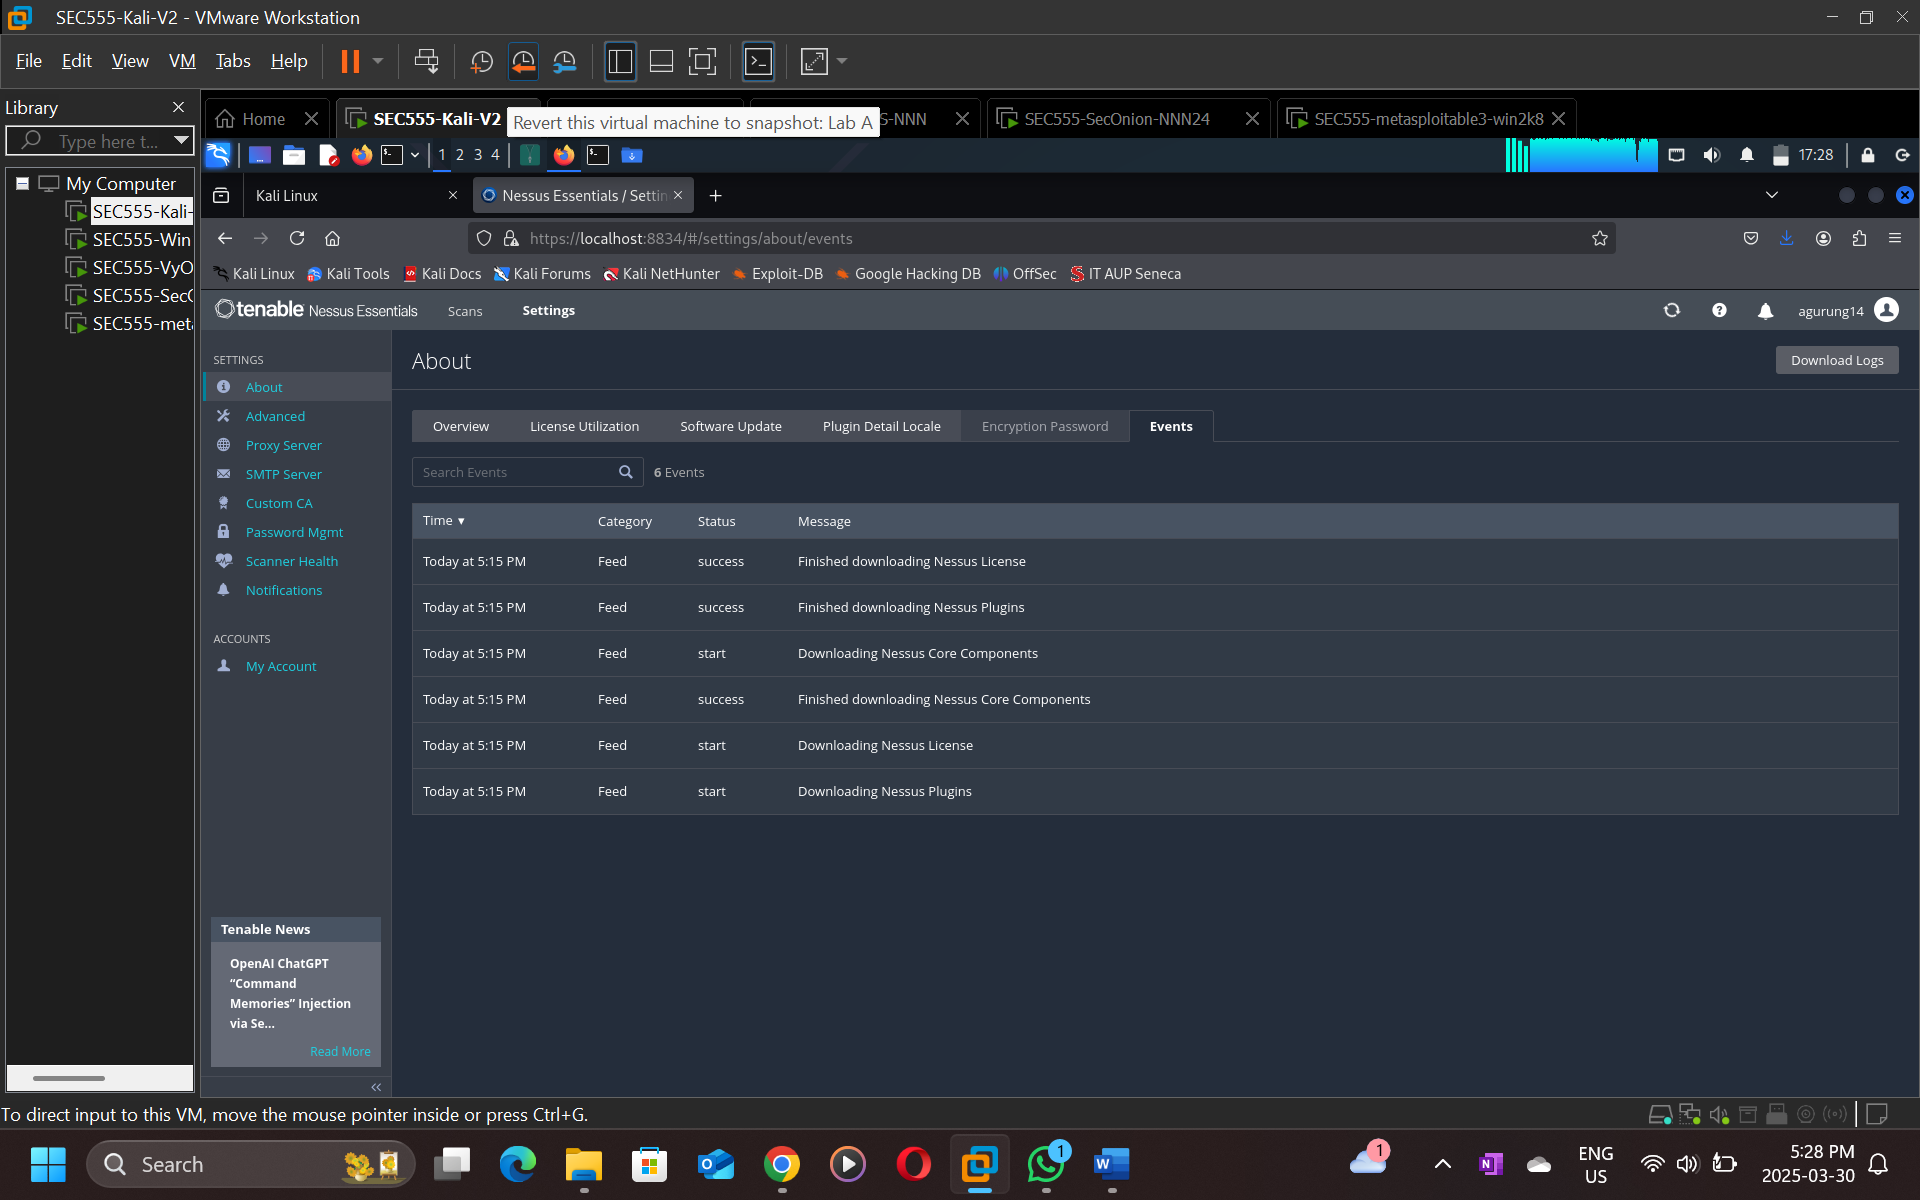 SEC555-Kali-V2 - VMware Workstation
File Edit View VM Tabs Help
Library
Type here t...
My Computer
SEC555-Kali-
SEC555-Win
SEC555-VyO
SEC555-Sec
SEC555-meta
Home
SEC555-Kali-V2
Revert this virtual machine to snapshot: Lab A
S-NNN
SEC555-SecOnion-NNN24
SEC555-metasploitable3-win2k8
1 2 3 4
17:28
Kali Linux
Nessus Essentials / Settin
https://localhost:8834/#/settings/about/events
Kali Linux Kali Tools Kali Docs Kali Forums Kali NetHunter Exploit-DB Google Hacking DB OffSec IT AUP Seneca
tenable Nessus Essentials Scans Settings agurung14
SETTINGS
About
Advanced
Proxy Server
SMTP Server
Custom CA
Password Mgmt
Scanner Health
Notifications
ACCOUNTS
My Account
Tenable News
OpenAI ChatGPT
“Command
Memories” Injection
via Se...
Read More
About
Download Logs
Overview License Utilization Software Update Plugin Detail Locale Encryption Password Events
Search Events 6 Events
Time Category Status Message
Today at 5:15 PM Feed success Finished downloading Nessus License
Today at 5:15 PM Feed success Finished downloading Nessus Plugins
Today at 5:15 PM Feed start Downloading Nessus Core Components
Today at 5:15 PM Feed success Finished downloading Nessus Core Components
Today at 5:15 PM Feed start Downloading Nessus License
Today at 5:15 PM Feed start Downloading Nessus Plugins
To direct input to this VM, move the mouse pointer inside or press Ctrl+G.
Search
1
1
ENG
US
5:28 PM
2025-03-30